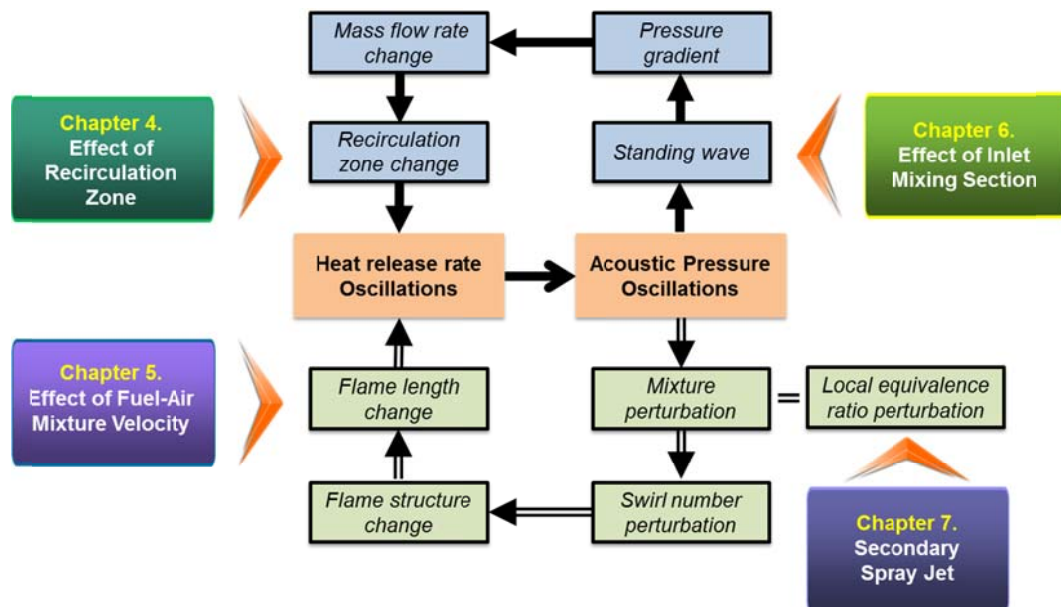 Mass flow rate
change
Pressure
gradient
Chapter 4.
Effect of
Recirculation
Zone
Recirculation
zone change
Standing wave
Chapter 6.
Effect of Inlet
Mixing Section
Heat release rate
Oscillations
Acoustic Pressure
Oscillations
Chapter 5.
Effect of Fuel-Air
Mixture Velocity
Flame length
change
Mixture
perturbation
=
Local equivalence
ratio perturbation
Flame structure
change
Swirl number
perturbation
Chapter 7.
Secondary
Spray Jet